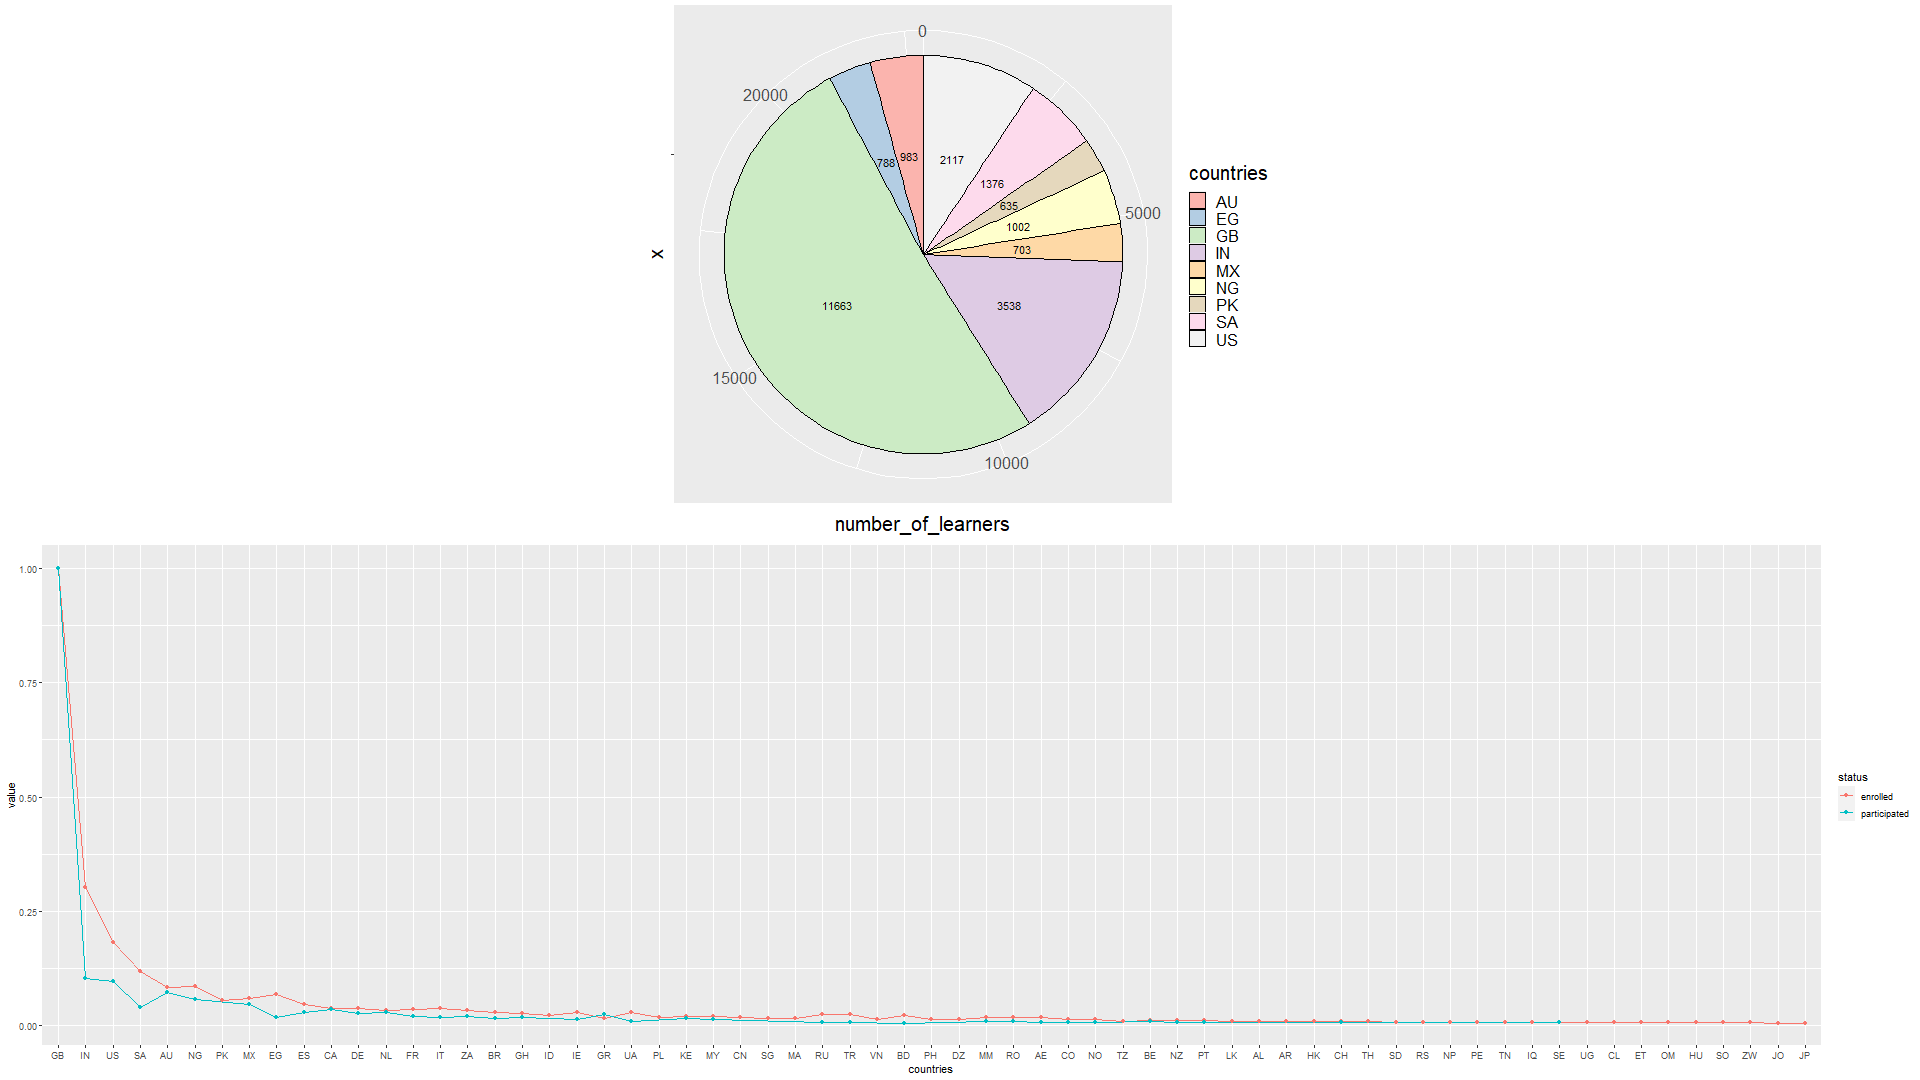 0
20000
5000
15000
10000
983
788
2117
1376
635
1002
703
11663
3538
x
number_of_learners
countries
AU
EG
GB
IN
MX
NG
PK
SA
US
1.00
0.75
0.50
0.25
0.00
value
GB IN US SA AU NG PK MX EG ES CA DE NL FR IT ZA BR GH ID IE GR UA PL KE MY CN SG MA RU TR VN BD PH DZ MM RO AE CO NO TZ BE NZ PT LK AL AR HK CH TH SD RS NP PE TN IQ SE UG CL ET OM HU SO ZW JO JP
countries
status
enrolled
participated